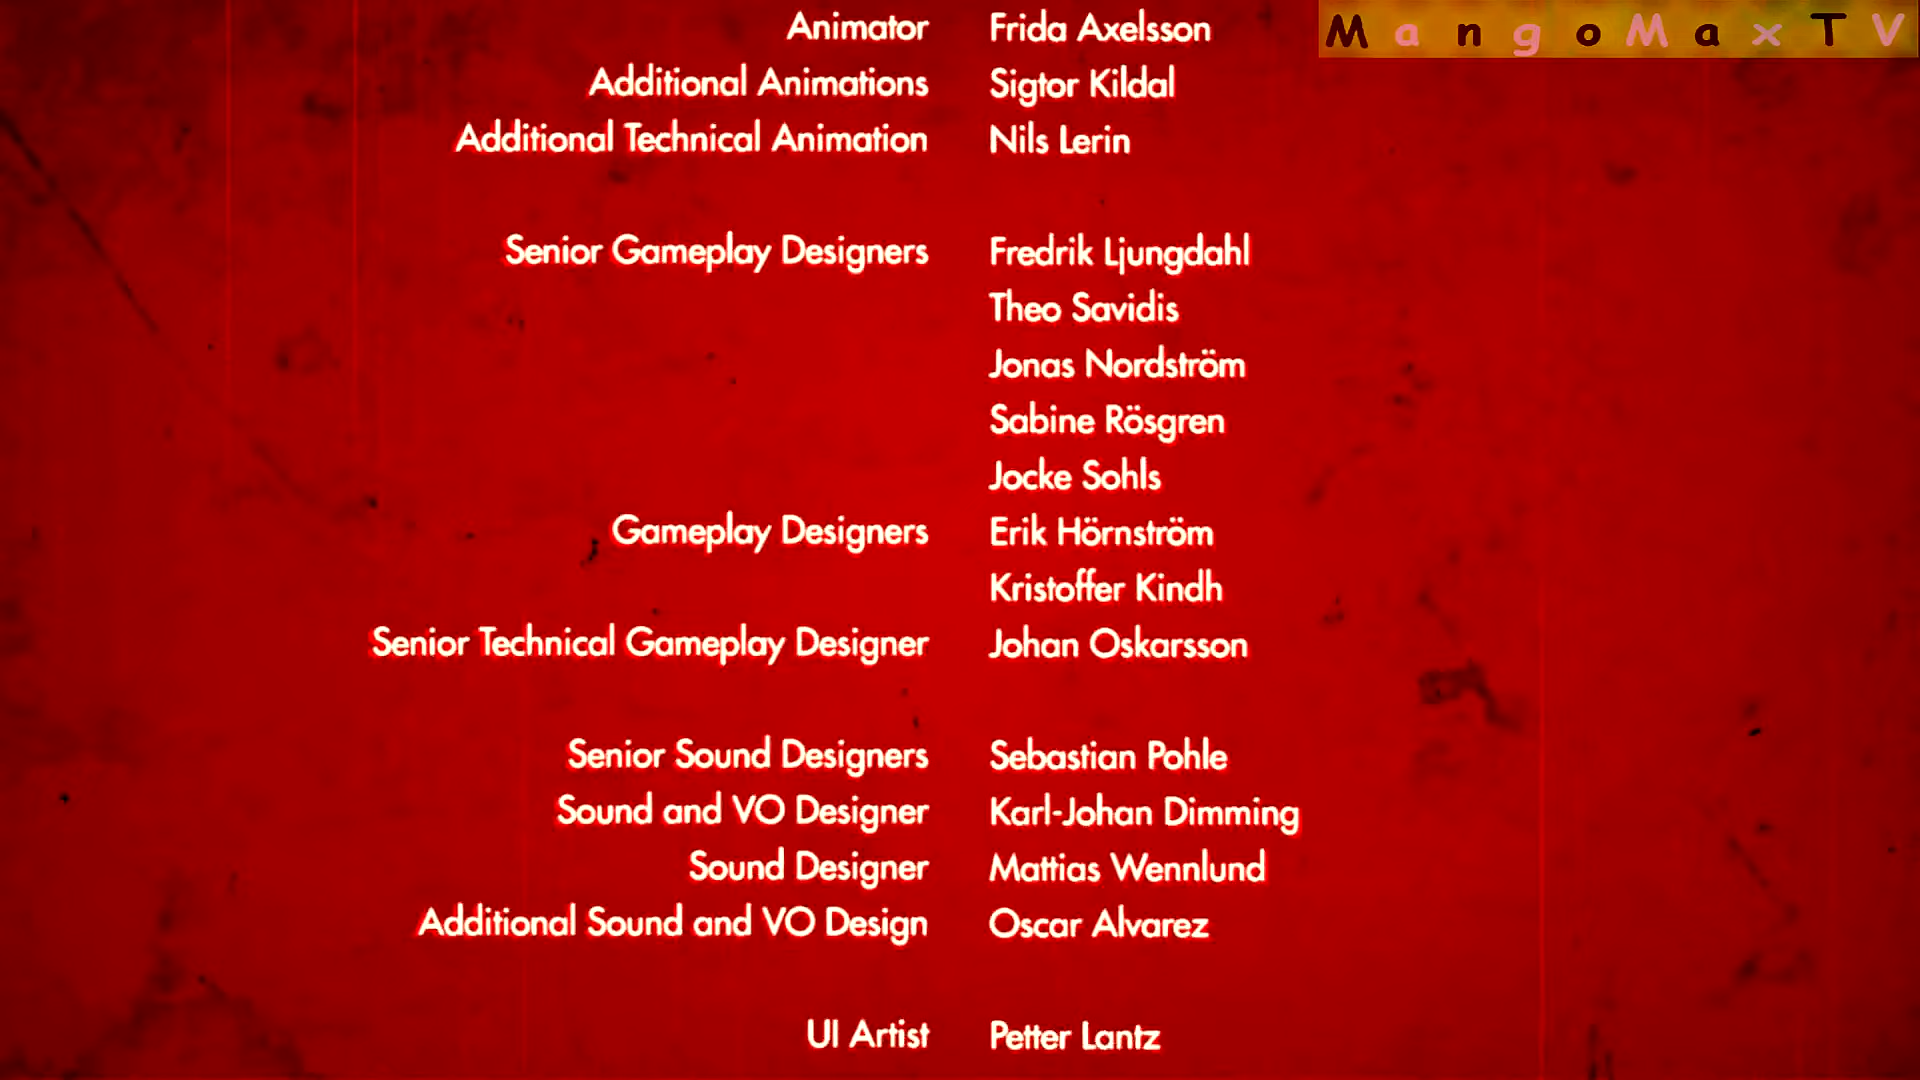 Animator Frida Axelsson
MangoMaxTV
Additional Animations Sigtor Kildal
Additional Technical Animation Nils Lerin
Senior Gameplay Designers Fredrik Ljungdahl
Theo Savidis
Jonas Nordström
Sabine Rösgren
Jocke Sohls
Gameplay Designers Erik Hörnström
Kristoffer Kindh
Senior Technical Gameplay Designer Johan Oskarsson
Senior Sound Designers Sebastian Pohle
Sound and VO Designer Karl-Johan Dimming
Sound Designer Mattias Wennlund
Additional Sound and VO Design Oscar Alvarez
UI Artist Petter Lantz